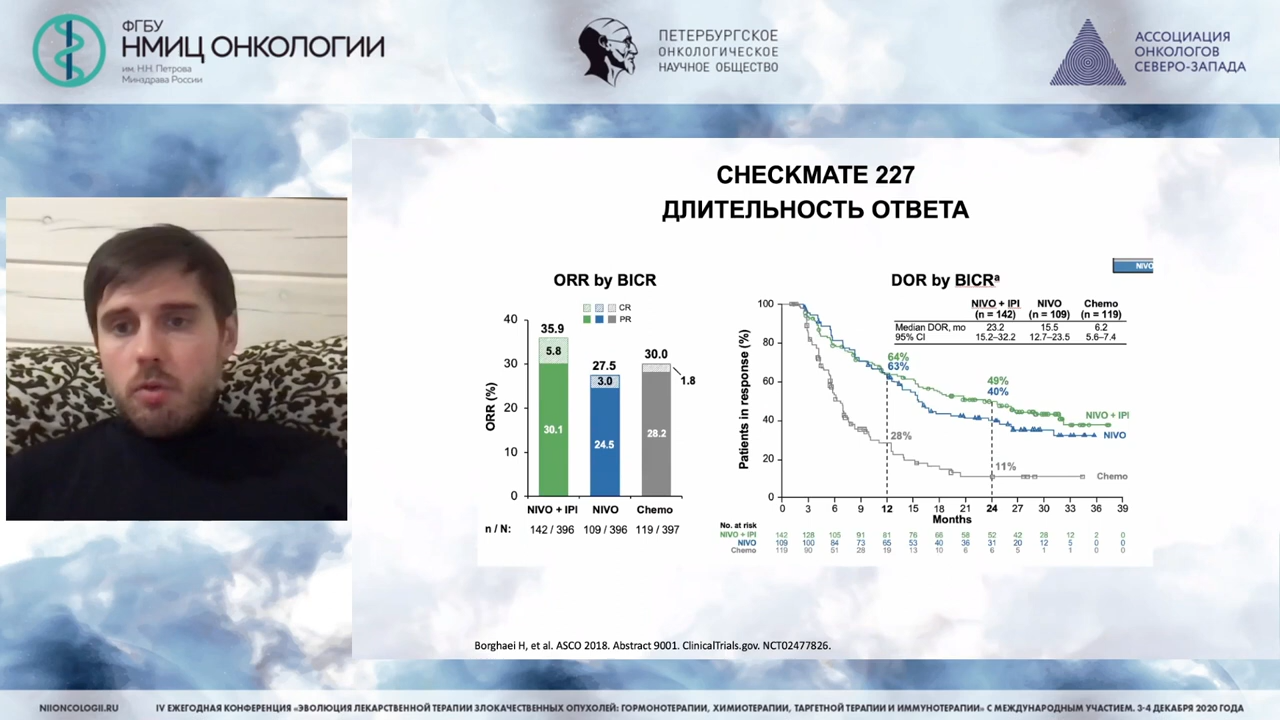 ФГБУ
НМИЦ ОНКОЛОГИИ
им. Н.Н. Петрова
Минздрава России
ПЕТЕРБУРГСКОЕ
ОНКОЛОГИЧЕСКОЕ
НАУЧНОЕ ОБЩЕСТВО
АССОЦИАЦИЯ
ОНКОЛОГОВ
СЕВЕРО-ЗАПАДА
CHECKMATE 227
ДЛИТЕЛЬНОСТЬ ОТВЕТА
NIVO
ORR by BICR
CR
PR
ORR (%)
40
30
20
10
0
35.9
5.8
30.1
27.5
3.0
24.5
30.0
1.8
28.2
NIVO + IPI NIVO Chemo
n / N: 142 / 396 109 / 396 119 / 397
DOR by BICRa
NIVO + IPI NIVO Chemo
(n = 142) (n = 109) (n = 119)
Median DOR, mo 23.2 15.5 6.2
95% CI 15.2–32.2 12.7–23.5 5.6–7.4
Patients in response (%)
100
80
60
40
20
0
64%
63%
28%
49%
40%
11%
NIVO + IPI
NIVO
Chemo
0 3 6 9 12 15 18 21 24 27 30 33 36 39
Months
No. at risk
NIVO + IPI 142 128 105 91 81 76 66 58 52 42 28 12 2 0
NIVO 109 100 84 73 65 53 40 36 31 20 12 5 0 0
Chemo 119 90 51 28 19 13 10 6 6 5 1 1 0 0
Borghaei H, et al. ASCO 2018. Abstract 9001. ClinicalTrials.gov. NCT02477826.
NIIONCOLOGII.RU IV ЕЖЕГОДНАЯ КОНФЕРЕНЦИЯ «ЭВОЛЮЦИЯ ЛЕКАРСТВЕННОЙ ТЕРАПИИ ЗЛОКАЧЕСТВЕННЫХ ОПУХОЛЕЙ: ГОРМОНОТЕРАПИИ, ХИМИОТЕРАПИИ, ТАРГЕТНОЙ ТЕРАПИИ И ИММУНОТЕРАПИИ» С МЕЖДУНАРОДНЫМ УЧАСТИЕМ. 3-4 ДЕКАБРЯ 2020 ГОДА